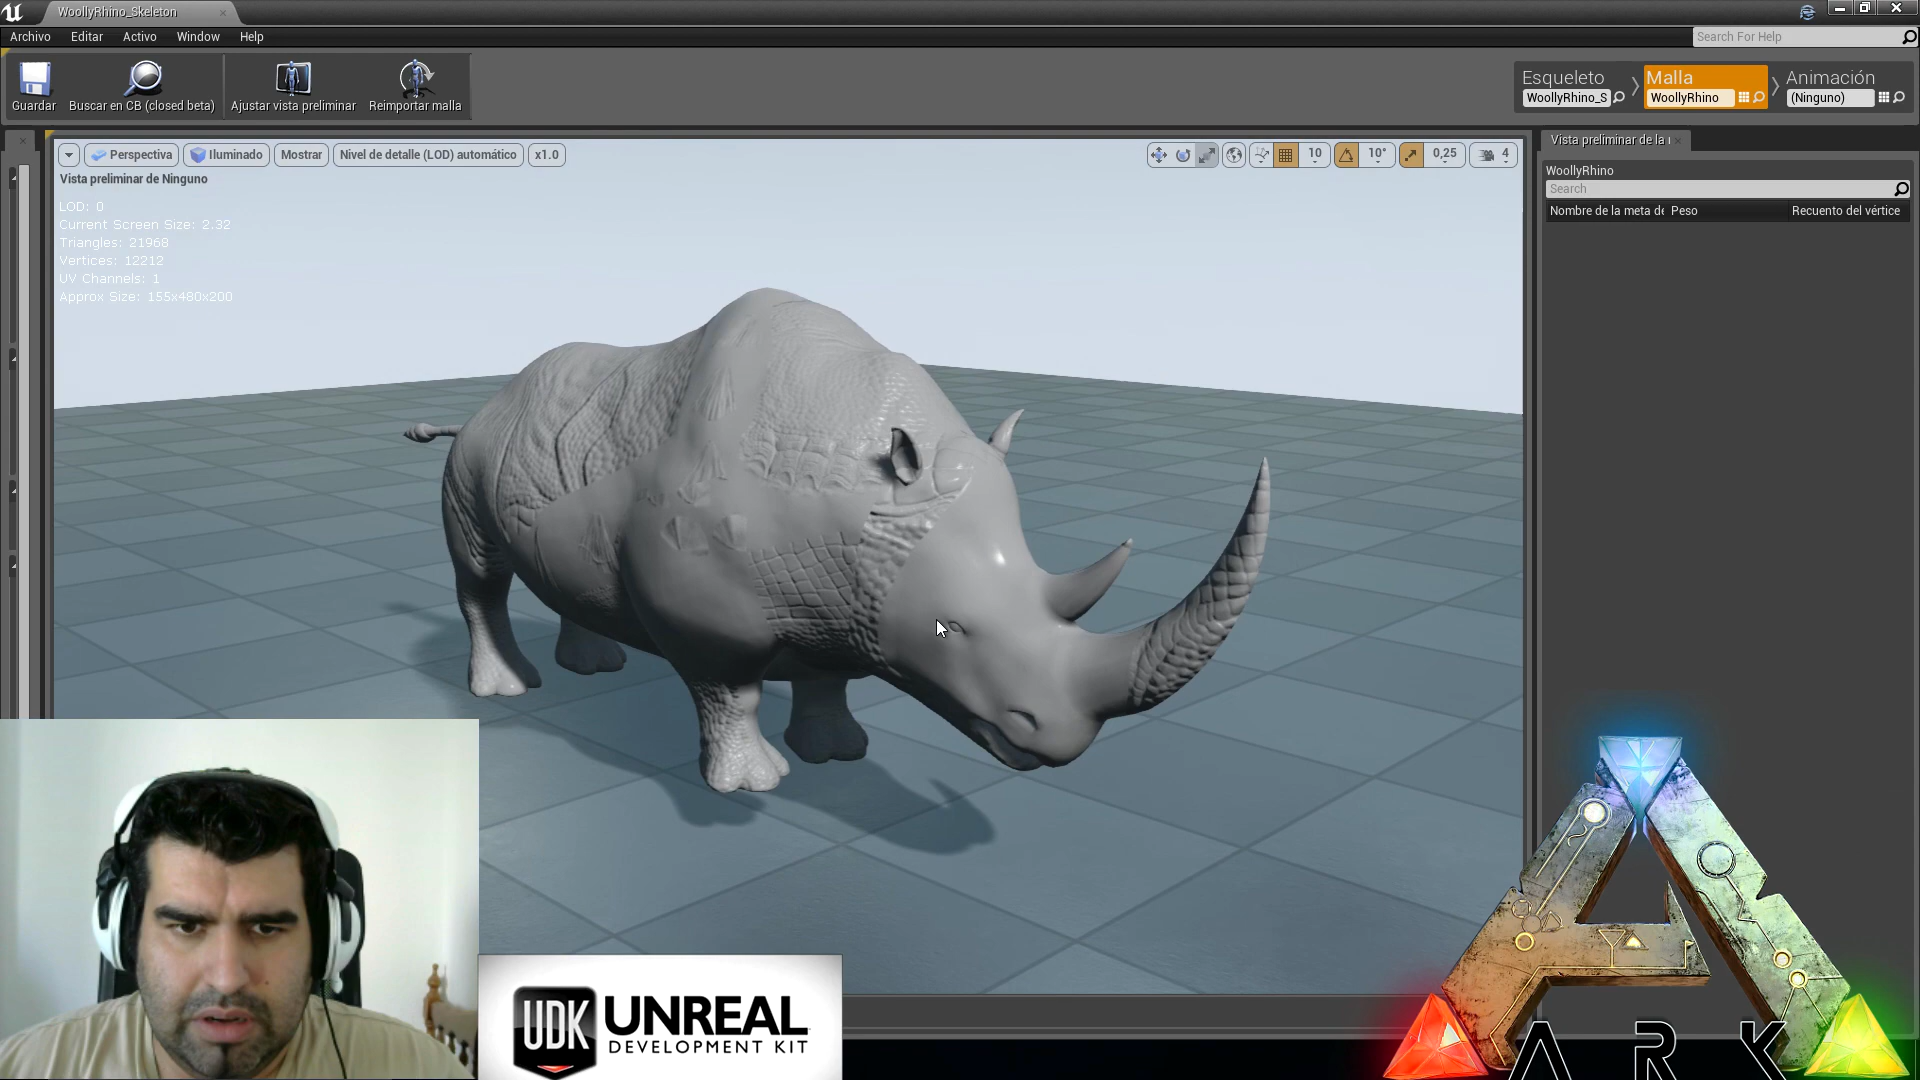 WoollyRhino_Skeleton
Archivo Editar Activo Window Help
Search For Help
Guardar Buscar en CB (closed beta) Ajustar vista preliminar Reimportar malla
Esqueleto Malla Animación
WoollyRhino_S WoollyRhino (Ninguno)
Perspectiva Iluminado Mostrar Nivel de detalle (LOD) automático x1.0
10 10° 0,25 4
Vista preliminar de Ninguno
LOD: 0
Current Screen Size: 2.32
Triangles: 21968
Vertices: 12212
UV Channels: 1
Approx Size: 155x480x200
Vista preliminar de la
WoollyRhino
Search
Nombre de la meta de Peso Recuento del vértice
UDK UNREAL
DEVELOPMENT KIT
ARK